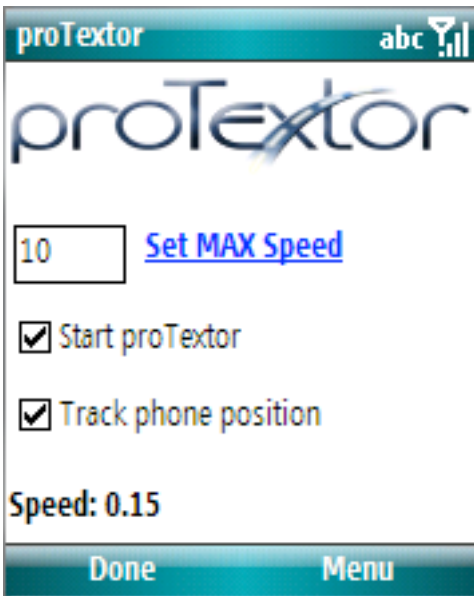 proTextor abc
proTextor
10 Set MAX Speed
Start proTextor
Track phone position
Speed: 0.15
Done Menu